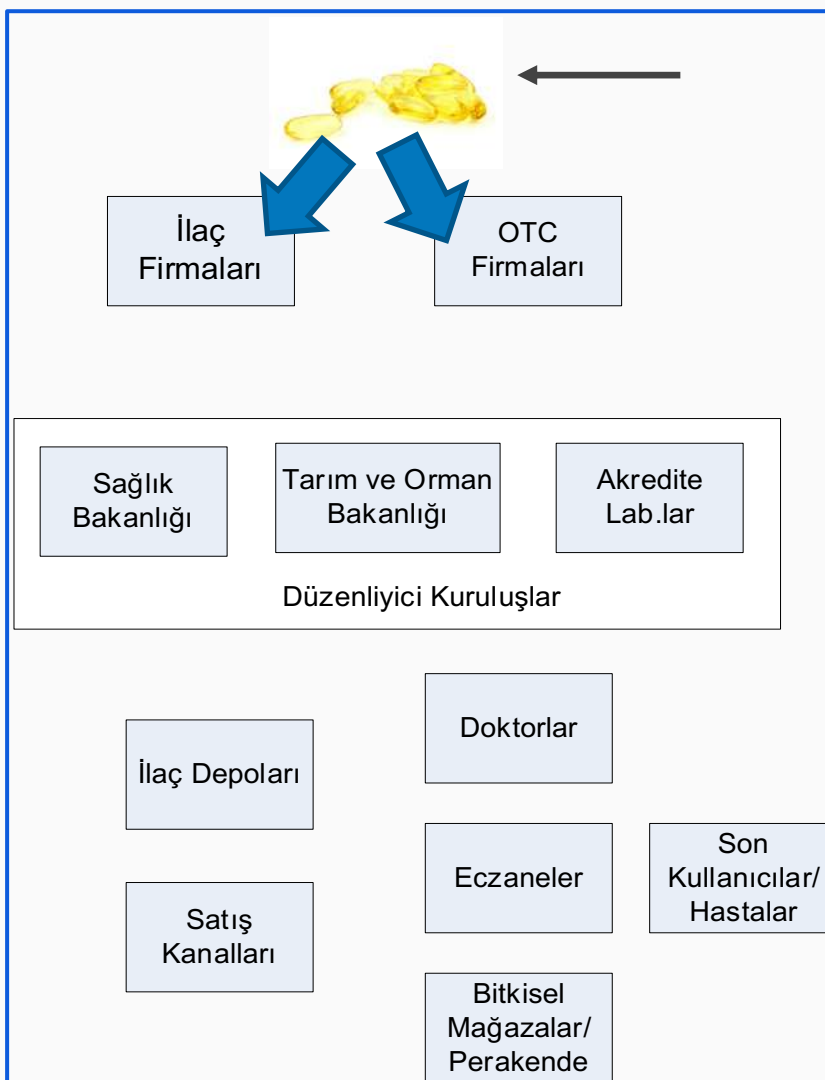 İlaç
Firmaları
OTC
Firmaları
Sağlık
Bakanlığı
Tarım ve Orman
Bakanlığı
Akredite
Lab.lar
Düzenliyici Kuruluşlar
Doktorlar
İlaç Depoları
Eczaneler
Son
Kullanıcılar/
Hastalar
Satış
Kanalları
Bitkisel
Mağazalar/
Perakende